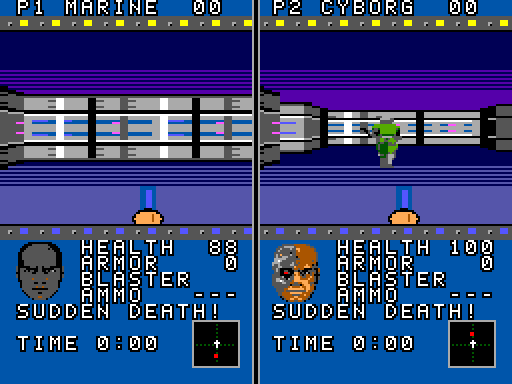 P1 MARINE 00
HEALTH 88
ARMOR 0
BLASTER
AMMO ---
SUDDEN DEATH!
TIME 0:00
P2 CYBORG 00
HEALTH 100
ARMOR 0
BLASTER
AMMO ---
SUDDEN DEATH!
TIME 0:00